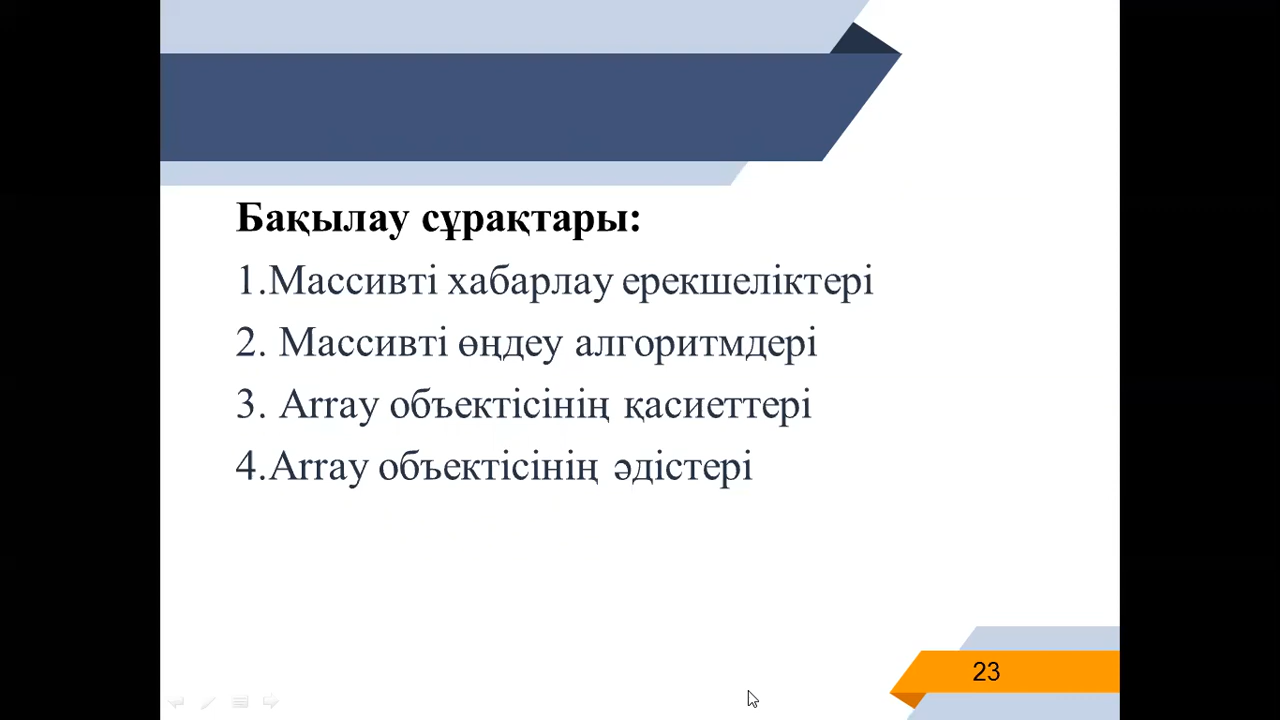 Бақылау сұрақтары:
1.Массивті хабарлау ерекшеліктері
2. Массивті өңдеу алгоритмдері
3. Array объектісінің қасиеттері
4.Array объектісінің әдістері
23